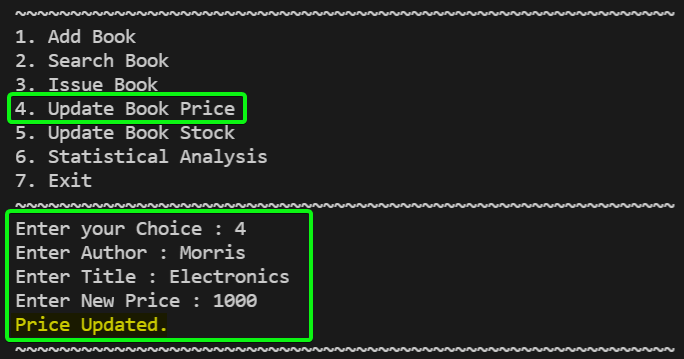 ~~~~~~~~~~~~~~~~~~~~~~~~~~~~~~~~~~~~~~~~~~~~~~~~~~~~~~~~~~~~
1. Add Book
2. Search Book
3. Issue Book
4. Update Book Price
5. Update Book Stock
6. Statistical Analysis
7. Exit
~~~~~~~~~~~~~~~~~~~~~~~~~~~~~~~~~~~~~~~~~~~~~~~~~~~~~~~~~~~~
Enter your Choice : 4
Enter Author : Morris
Enter Title : Electronics
Enter New Price : 1000
Price Updated.
~~~~~~~~~~~~~~~~~~~~~~~~~~~~~~~~~~~~~~~~~~~~~~~~~~~~~~~~~~~~